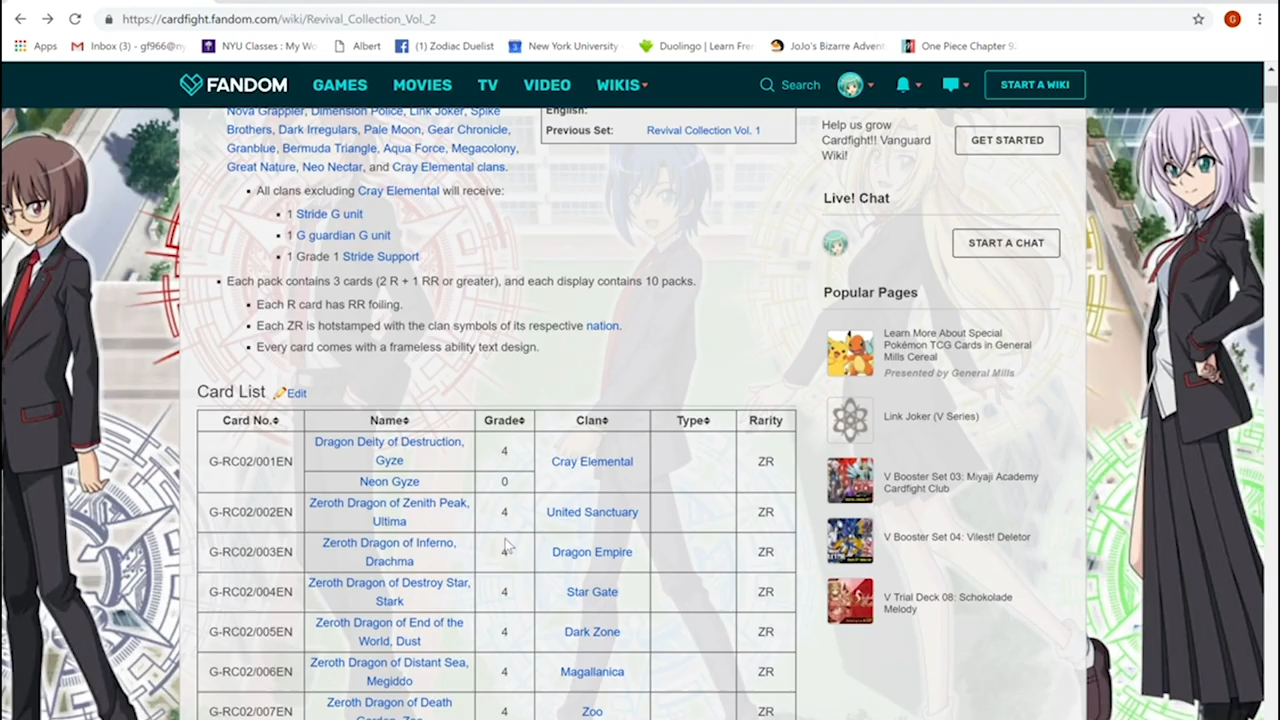 https://cardfight.fandom.com/wiki/Revival_Collection_Vol._2
G
Apps
Inbox (3) - gf966@ny
NYU Classes : My Wo
Albert
(1) Zodiac Duelist
New York University
Duolingo | Learn Fre
JoJo's Bizarre Advent
One Piece Chapter 9
FANDOM
GAMES
MOVIES
TV
VIDEO
WIKIS
Search
START A WIKI
Nova Grappler, Dimension Police, Link Joker, Spike
Brothers, Dark Irregulars, Pale Moon, Gear Chronicle,
Granblue, Bermuda Triangle, Aqua Force, Megacolony,
Great Nature, Neo Nectar, and Cray Elemental clans.
English:
Previous Set:
Revival Collection Vol. 1
All clans excluding Cray Elemental will receive:
1 Stride G unit
1 G guardian G unit
1 Grade 1 Stride Support
Each pack contains 3 cards (2 R + 1 RR or greater), and each display contains 10 packs.
Each R card has RR foiling.
Each ZR is hotstamped with the clan symbols of its respective nation.
Every card comes with a frameless ability text design.
Card List
Edit
Card No.
Name
Grade
Clan
Type
Rarity
G-RC02/001EN
Dragon Deity of Destruction,
Gyze
4
Cray Elemental
ZR
Neon Gyze
0
G-RC02/002EN
Zeroth Dragon of Zenith Peak,
Ultima
4
United Sanctuary
ZR
G-RC02/003EN
Zeroth Dragon of Inferno,
Drachma
4
Dragon Empire
ZR
G-RC02/004EN
Zeroth Dragon of Destroy Star,
Stark
4
Star Gate
ZR
G-RC02/005EN
Zeroth Dragon of End of the
World, Dust
4
Dark Zone
ZR
G-RC02/006EN
Zeroth Dragon of Distant Sea,
Megiddo
4
Magallanica
ZR
G-RC02/007EN
Zeroth Dragon of Death
Garden, Zoa
4
Zoo
ZR
Help us grow
Cardfight!! Vanguard
Wiki!
GET STARTED
Live! Chat
START A CHAT
Popular Pages
Learn More About Special
Pokémon TCG Cards in General
Mills Cereal
Presented by General Mills
Link Joker (V Series)
V Booster Set 03: Miyaji Academy
Cardfight Club
V Booster Set 04: Vilest! Deletor
V Trial Deck 08: Schokolade
Melody